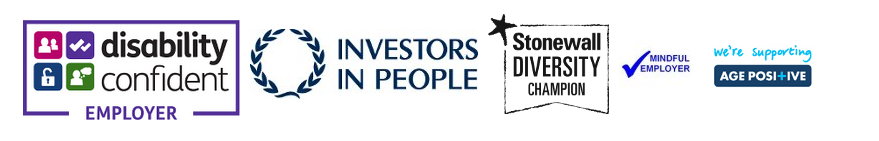 disability
confident
EMPLOYER
INVESTORS
IN PEOPLE
Stonewall
DIVERSITY
CHAMPION
MINDFUL
EMPLOYER
we're supporting
AGE POSITIVE